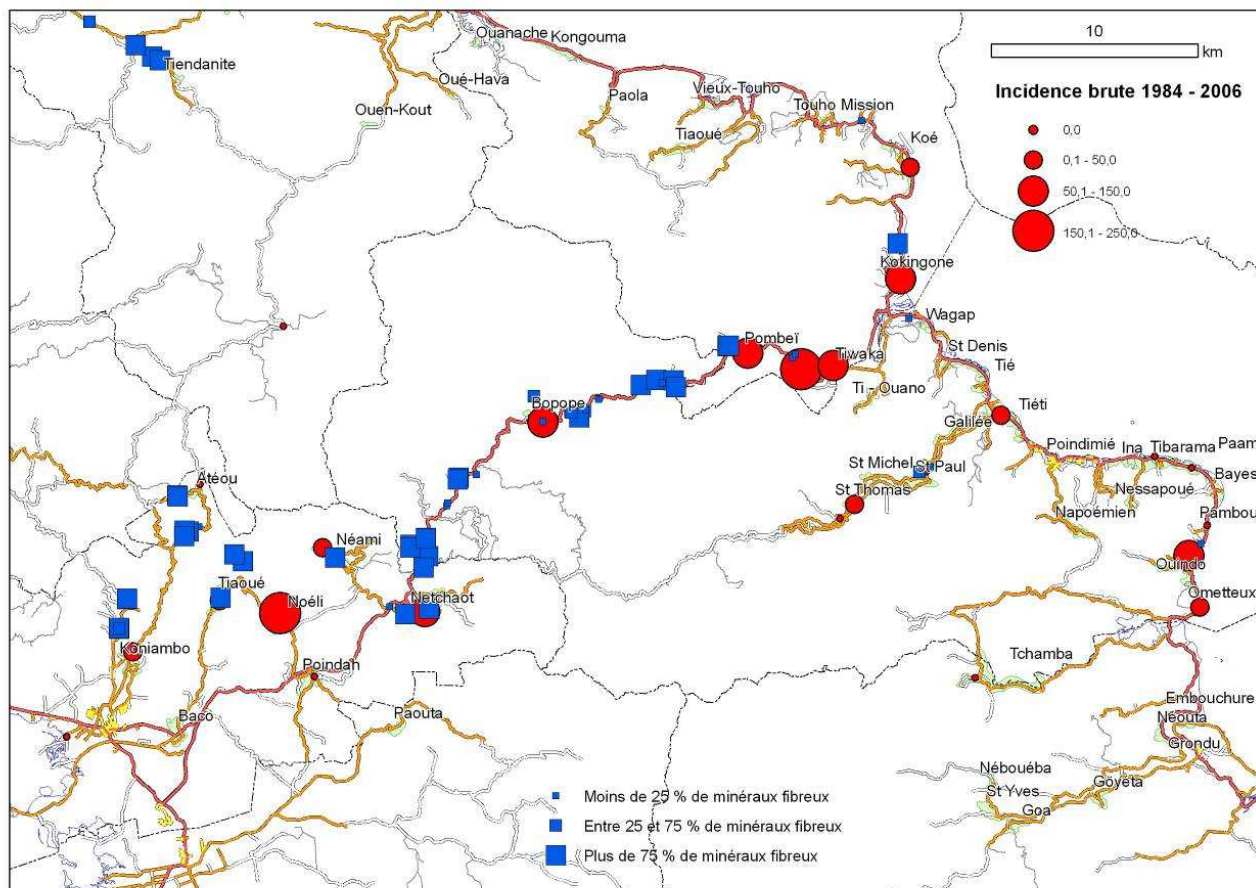 Ouanache
Kongouma
10
km
Tiendanite
Oué-Hava
Ouen-Kout
Paola
Vieux-Touho
Touho Mission
Tiaoué
Koé
Incidence brute 1984 - 2006
0,0
0,1 - 50,0
50,1 - 150,0
150,1 - 250,0
Kokingone
Wagap
Pombeï
Tiwaka
St Denis
Tié
Ti - Ouano
Bopope
Tiéti
Galilée
Poindimié
Ina
Tibarama
Paam
Bayes
St Michel
St Paul
Nessapoué
Atéou
St Thomas
Napoémien
Pambou
Néami
Ouindo
Tiaoué
Noéli
Netchaot
Ometteux
Koniambo
Poindah
Tchamba
Baco
Paouta
Embouchure
Néouta
Grondu
Nébouéba
Goyéta
St Yves
Goa
Moins de 25 % de minéraux fibreux
Entre 25 et 75 % de minéraux fibreux
Plus de 75 % de minéraux fibreux